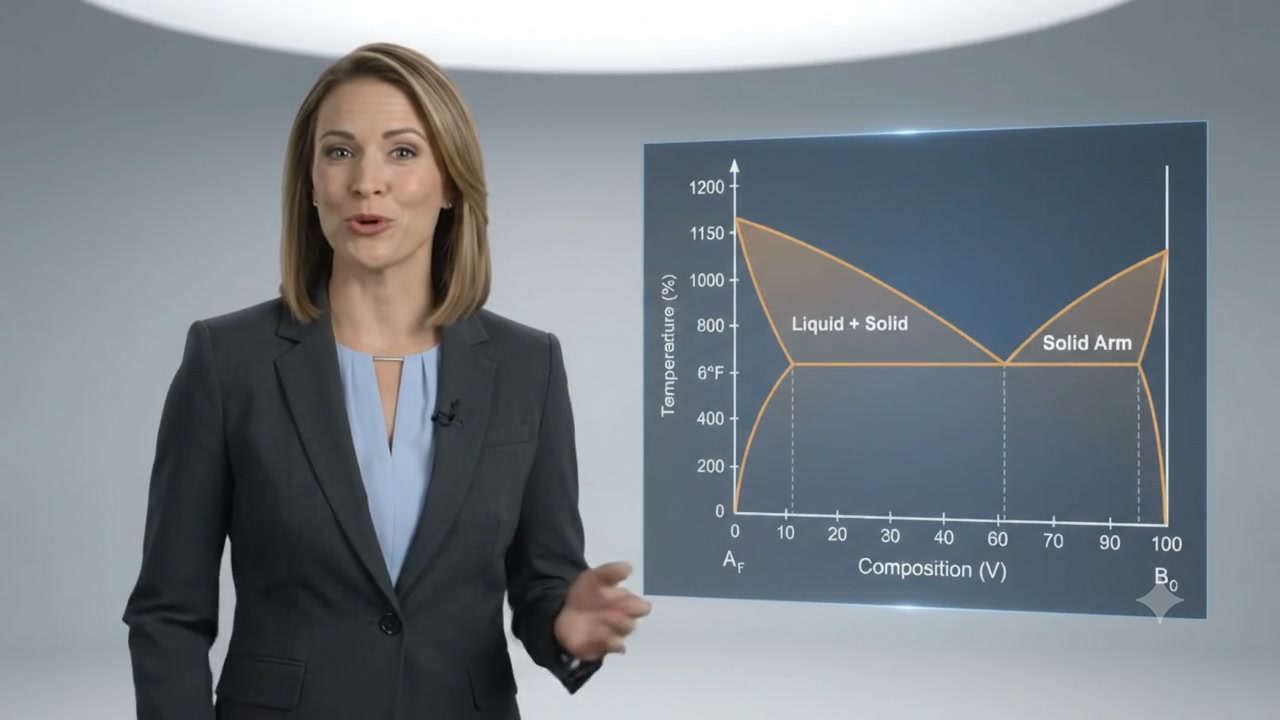 1200
1150
1000
800
6°F
400
200
0
Temperature (%)
Liquid + Solid
Solid Arm
0 10 20 30 40 60 70 90 100
A_F
Composition (V)
B_0